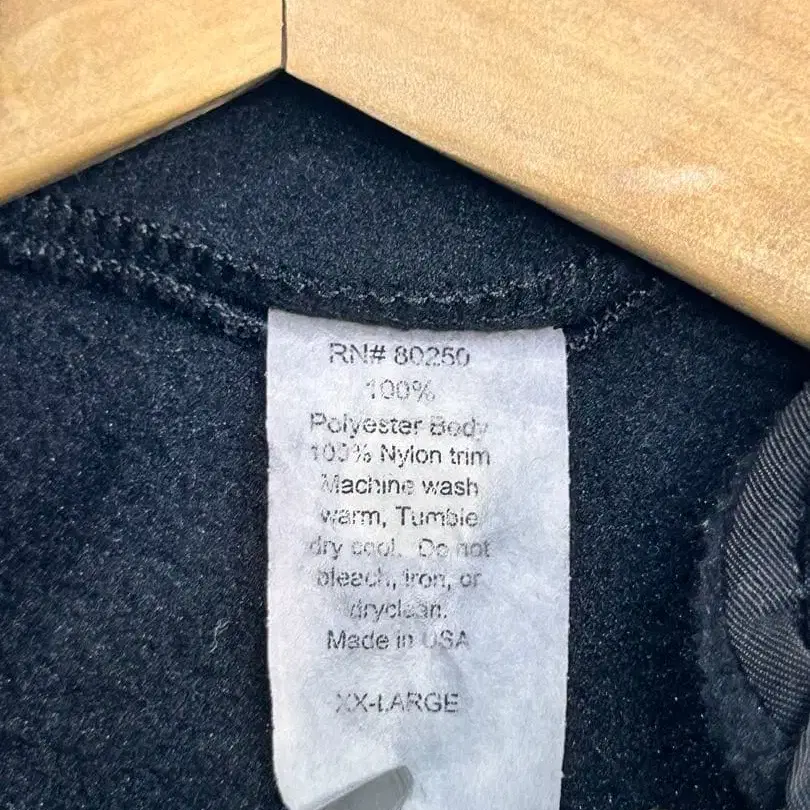 RN# 80250
100%
Polyester Body
100% Nylon trim
Machine wash
warm, Tumble
dry cool. Do not
bleach, iron, or
dryclean.
Made in USA
XX-LARGE